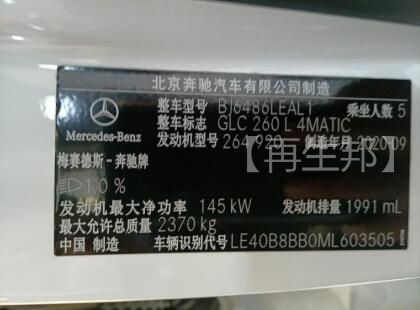 北京奔驰汽车有限公司制造
整车型号 BJ6486LEAL1 乘坐人数 5
整车标志 GLC 260 L 4MATIC
发动机型号 264 920 制造年月 2020-09
Mercedes-Benz
梅赛德斯－奔驰牌
【再生邦】
1.0 %
发动机最大净功率 145 kW 发动机排量 1991 mL
最大允许总质量 2370 kg
中国 制造 车辆识别代号 LE40B8BB0ML603505